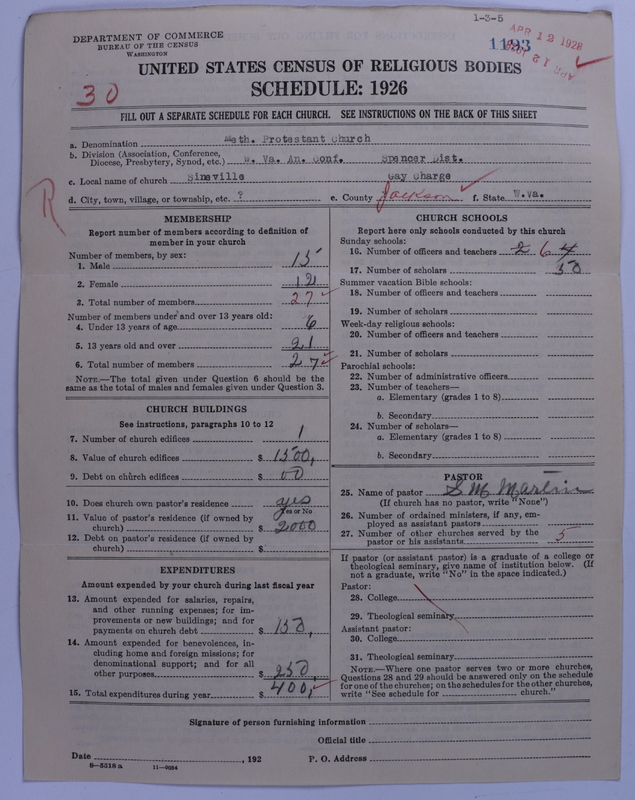 1-3-5
DEPARTMENT OF COMMERCE
BUREAU OF THE CENSUS
WASHINGTON
APR 12 1928
11193
APR 12 1928
UNITED STATES CENSUS OF RELIGIOUS BODIES
30
SCHEDULE: 1926
FILL OUT A SEPARATE SCHEDULE FOR EACH CHURCH. SEE INSTRUCTIONS ON THE BACK OF THIS SHEET
a. Denomination Meth. Protestant Church
b. Division (Association, Conference,
Diocese, Presbytery, Synod, etc.) W. Va. An. Conf. Spencer Dist.
c. Local name of church Sineville Gay Charge
d. City, town, village, or township, etc. ? e. County Jackson f. State W.Va.
R
MEMBERSHIP
Report number of members according to definition of
member in your church
Number of members, by sex:
1. Male 15
2. Female 12
3. Total number of members 27
Number of members under and over 13 years old:
4. Under 13 years of age 6
5. 13 years old and over 21
6. Total number of members 27
NOTE.—The total given under Question 6 should be the
same as the total of males and females given under Question 3.
CHURCH BUILDINGS
See instructions, paragraphs 10 to 12
7. Number of church edifices 1
8. Value of church edifices $ 1500,
9. Debt on church edifices $ 00
10. Does church own pastor's residence yes
Yes or No
11. Value of pastor's residence (if owned by
church) $ 2000
12. Debt on pastor's residence (if owned by
church) $
EXPENDITURES
Amount expended by your church during last fiscal year
13. Amount expended for salaries, repairs,
and other running expenses; for im-
provements or new buildings; and for
payments on church debt $ 150,
14. Amount expended for benevolences, in-
cluding home and foreign missions; for
denominational support; and for all
other purposes $ 250,
15. Total expenditures during year $ 400,
CHURCH SCHOOLS
Report here only schools conducted by this church
Sunday schools:
16. Number of officers and teachers 2 6 4
17. Number of scholars 50
Summer vacation Bible schools:
18. Number of officers and teachers
19. Number of scholars
Week-day religious schools:
20. Number of officers and teachers
21. Number of scholars
Parochial schools:
22. Number of administrative officers
23. Number of teachers—
a. Elementary (grades 1 to 8)
b. Secondary
24. Number of scholars—
a. Elementary (grades 1 to 8)
b. Secondary
PASTOR
25. Name of pastor S M Martin
(If church has no pastor, write "None")
26. Number of ordained ministers, if any, em-
ployed as assistant pastors
27. Number of other churches served by the
pastor or his assistants 5
If pastor (or assistant pastor) is a graduate of a college or
theological seminary, give name of institution below. (If
not a graduate, write "No" in the space indicated.)
Pastor:
28. College
29. Theological seminary
Assistant pastor:
30. College
31. Theological seminary
NOTE.—Where one pastor serves two or more churches,
Questions 28 and 29 should be answered only on the schedule
for one of the churches; on the schedules for the other churches,
write "See schedule for church."
Signature of person furnishing information
Official title
Date , 192 P. O. Address
8—5518 a 11—9034